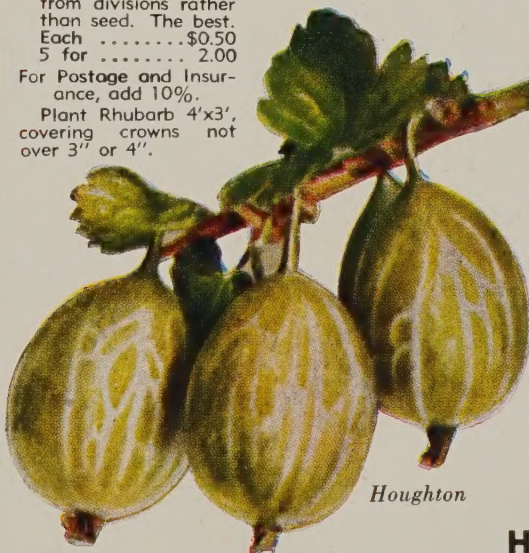 from divisions rather
than seed. The best.
Each .........$0.50
5 for ........ 2.00
For Postage and Insur-
ance, add 10%.
Plant Rhubarb 4'x3',
covering crowns not
over 3" or 4".
Houghton
H